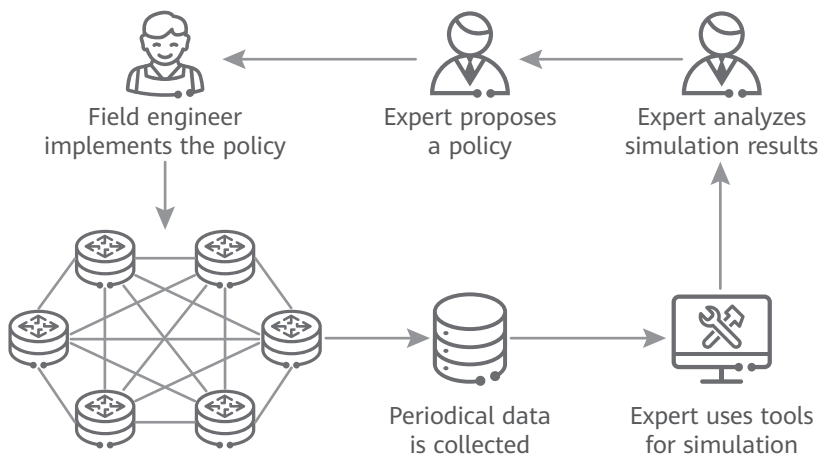 Field engineer
implements the policy
Expert proposes
a policy
Expert analyzes
simulation results
Periodical data
is collected
Expert uses tools
for simulation